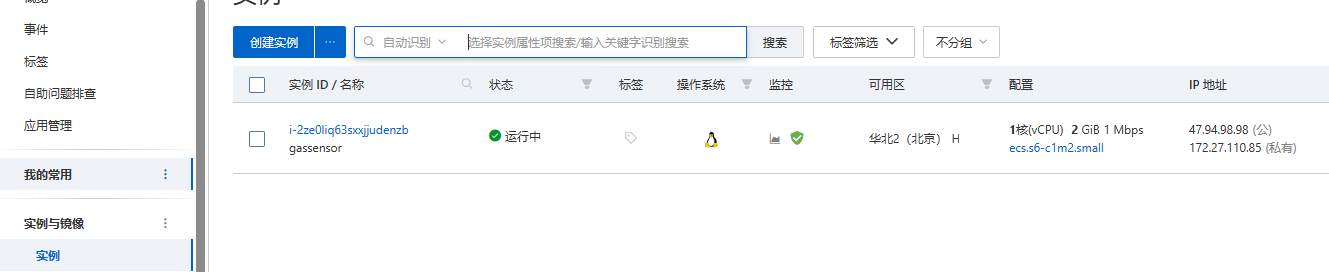 事件
标签
自助问题排查
应用管理
我的常用
实例与镜像
实例
创建实例 ···
自动识别 选择实例属性项搜索/输入关键字识别搜索
搜索
标签筛选
不分组
实例 ID / 名称 状态 标签 操作系统 监控 可用区 配置 IP 地址
i-2ze0liq63sxxjjudenzb
gassensor
运行中
华北2（北京） H
1核(vCPU) 2 GiB 1 Mbps
ecs.s6-c1m2.small
47.94.98.98 (公)
172.27.110.85 (私有)